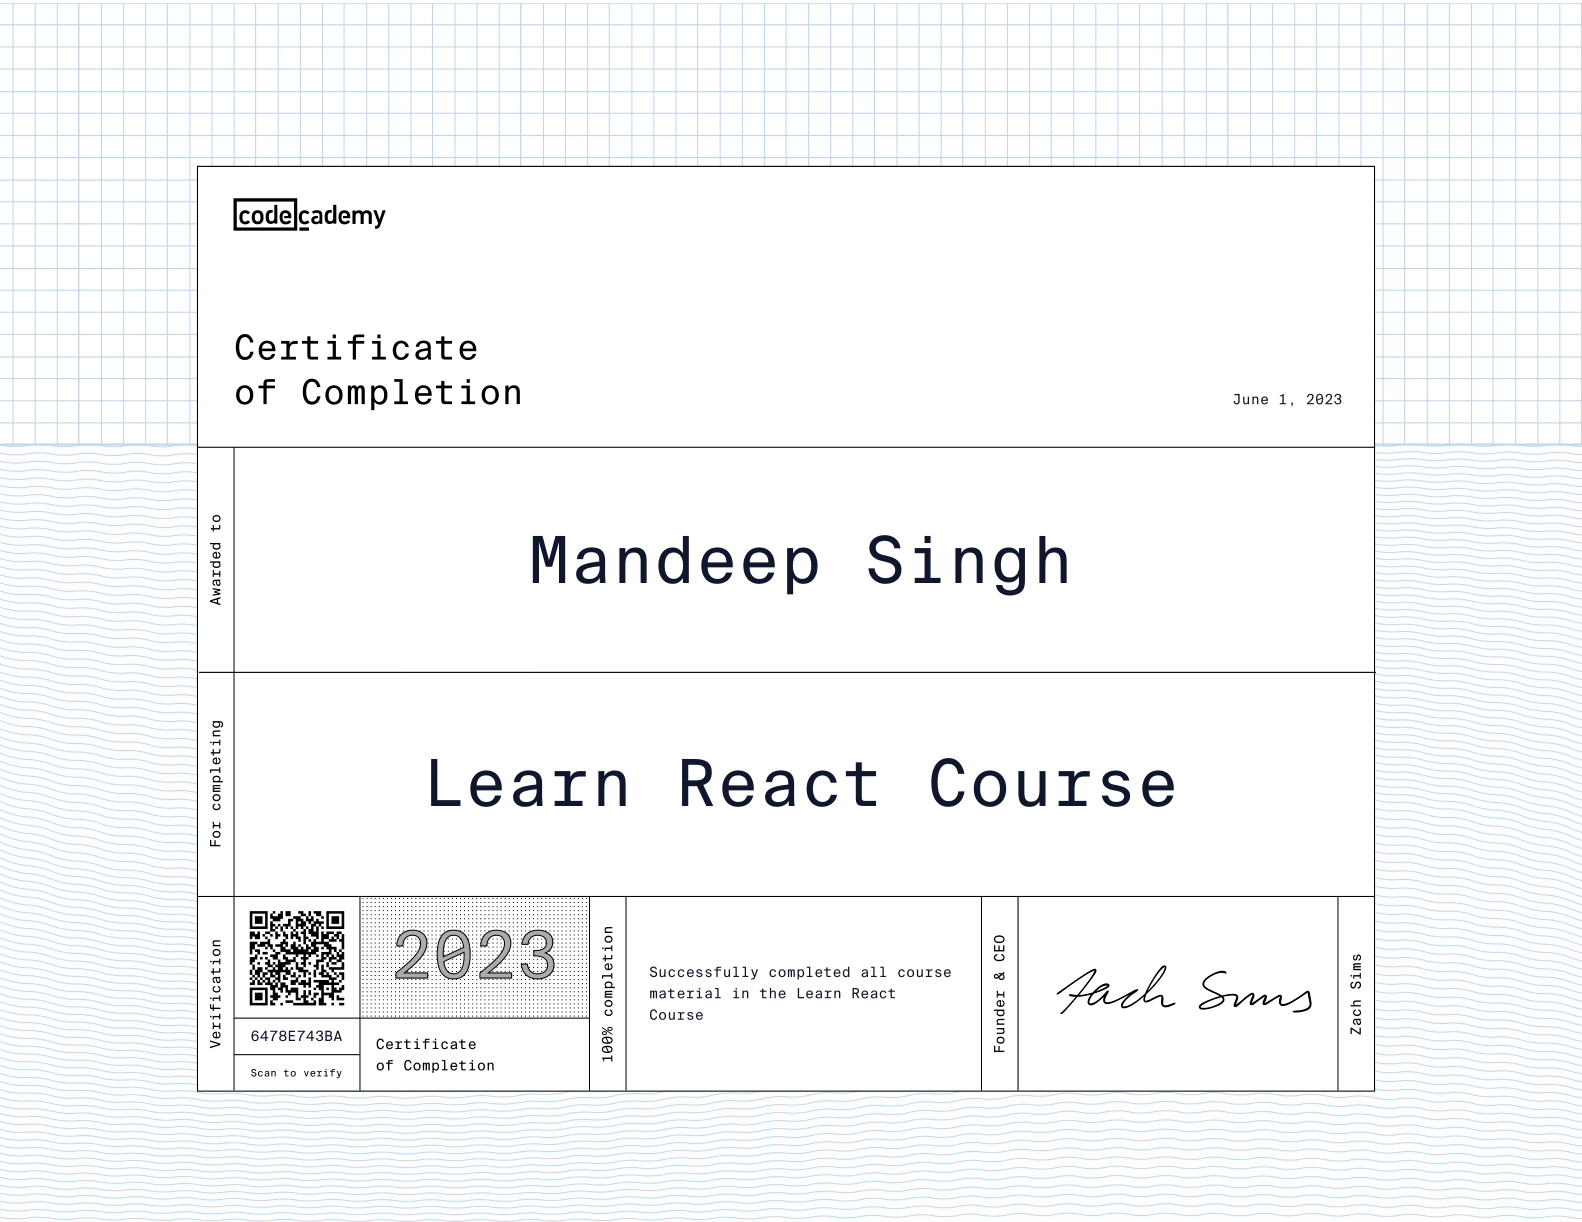 codecademy
Certificate
of Completion
June 1, 2023
Awarded to
Mandeep Singh
For completing
Learn React Course
Verification
6478E743BA
Scan to verify
2023
Certificate
of Completion
100% completion
Successfully completed all course
material in the Learn React
Course
Founder & CEO
Zach Sims
Zach Sims